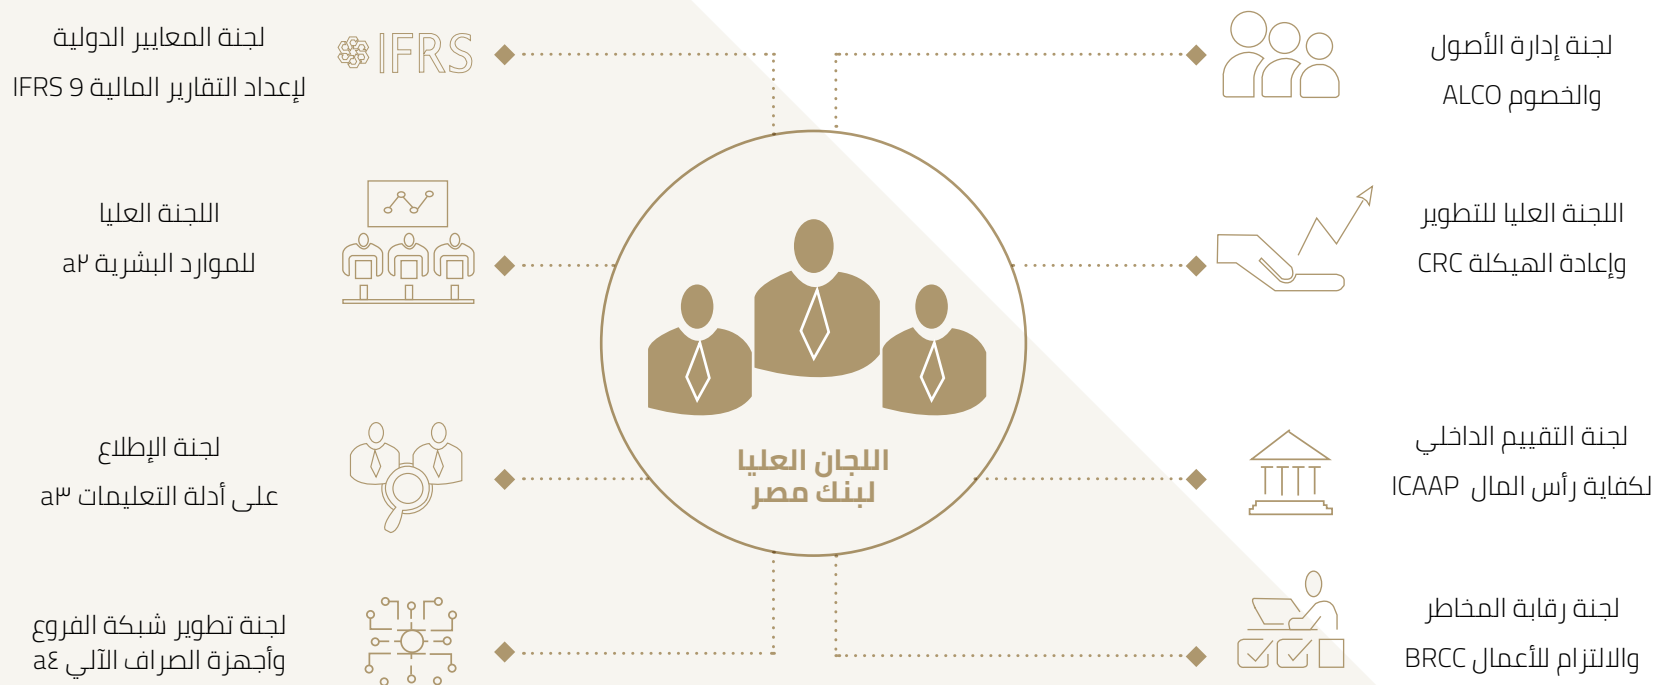 لجنة إدارة الأصول
والخصوم ALCO
اللجنة العليا للتطوير
وإعادة الهيكلة CRC
لجنة التقييم الداخلي
لكفاية رأس المال ICAAP
لجنة رقابة المخاطر
والالتزام للأعمال BRCC
اللجان العليا
لبنك مصر
IFRS
لجنة المعايير الدولية
لإعداد التقارير المالية IFRS 9
اللجنة العليا
للموارد البشرية a٢
لجنة الإطلاع
على أدلة التعليمات a٣
لجنة تطوير شبكة الفروع
وأجهزة الصراف الآلي a٤